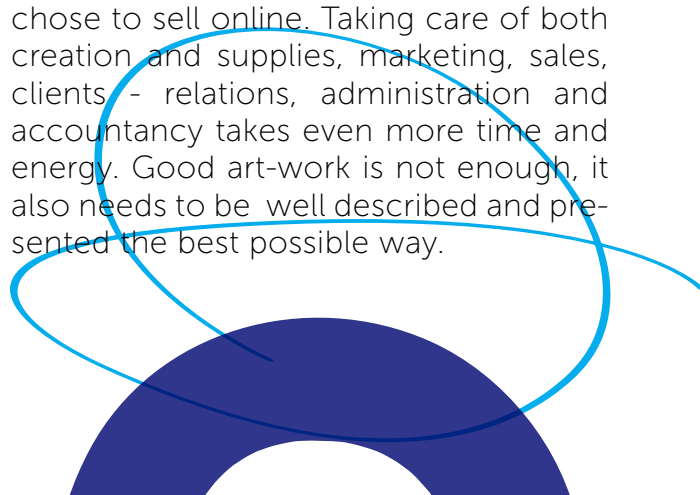 chose to sell online. Taking care of both
creation and supplies, marketing, sales,
clients - relations, administration and
accountancy takes even more time and
energy. Good art-work is not enough, it
also needs to be  well described and pre-
sented the best possible way.